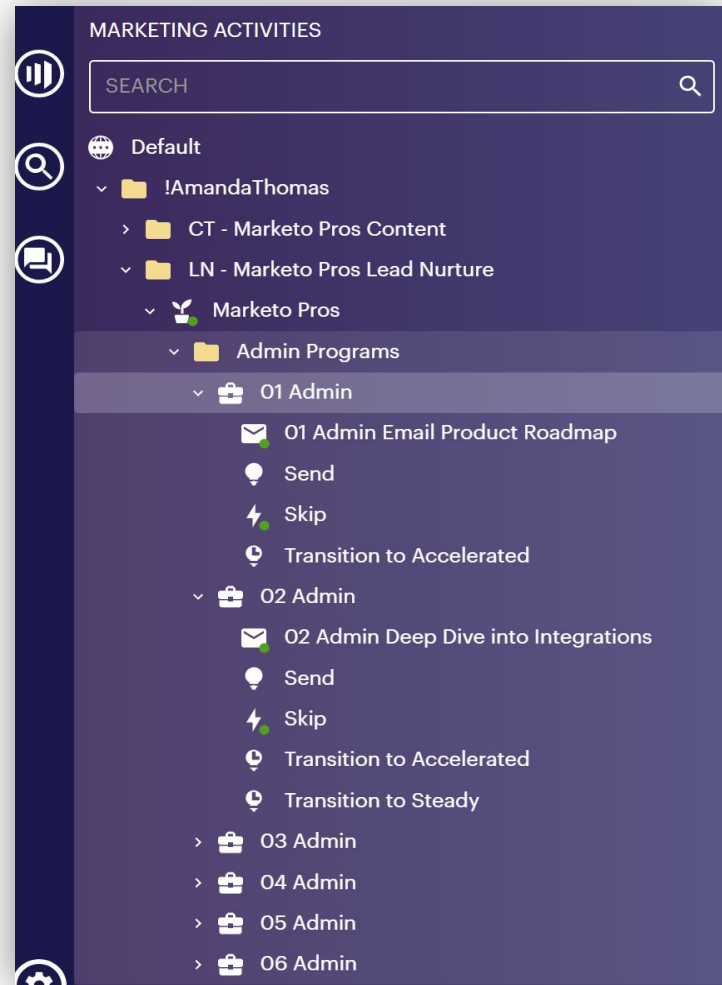 MARKETING ACTIVITIES
SEARCH
Default
!AmandaThomas
CT - Marketo Pros Content
LN - Marketo Pros Lead Nurture
Marketo Pros
Admin Programs
01 Admin
01 Admin Email Product Roadmap
Send
Skip
Transition to Accelerated
02 Admin
02 Admin Deep Dive into Integrations
Send
Skip
Transition to Accelerated
Transition to Steady
03 Admin
04 Admin
05 Admin
06 Admin